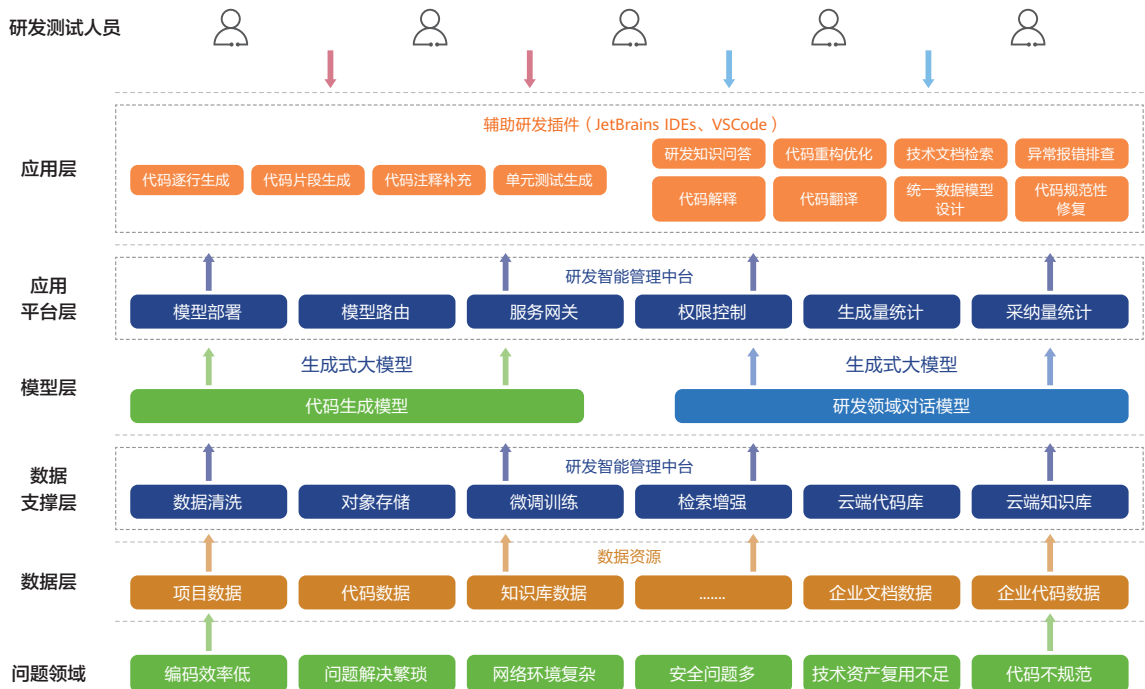 研发测试人员
应用层
辅助研发插件（JetBrains IDEs、VSCode）
代码逐行生成
代码片段生成
代码注释补充
单元测试生成
研发知识问答
代码重构优化
技术文档检索
异常报错排查
代码解释
代码翻译
统一数据模型
设计
代码规范性
修复
应用
平台层
研发智能管理中台
模型部署
模型路由
服务网关
权限控制
生成量统计
采纳量统计
模型层
生成式大模型
代码生成模型
生成式大模型
研发领域对话模型
数据
支撑层
研发智能管理中台
数据清洗
对象存储
微调训练
检索增强
云端代码库
云端知识库
数据层
数据资源
项目数据
代码数据
知识库数据
.......
企业文档数据
企业代码数据
问题领域
编码效率低
问题解决繁琐
网络环境复杂
安全问题多
技术资产复用不足
代码不规范